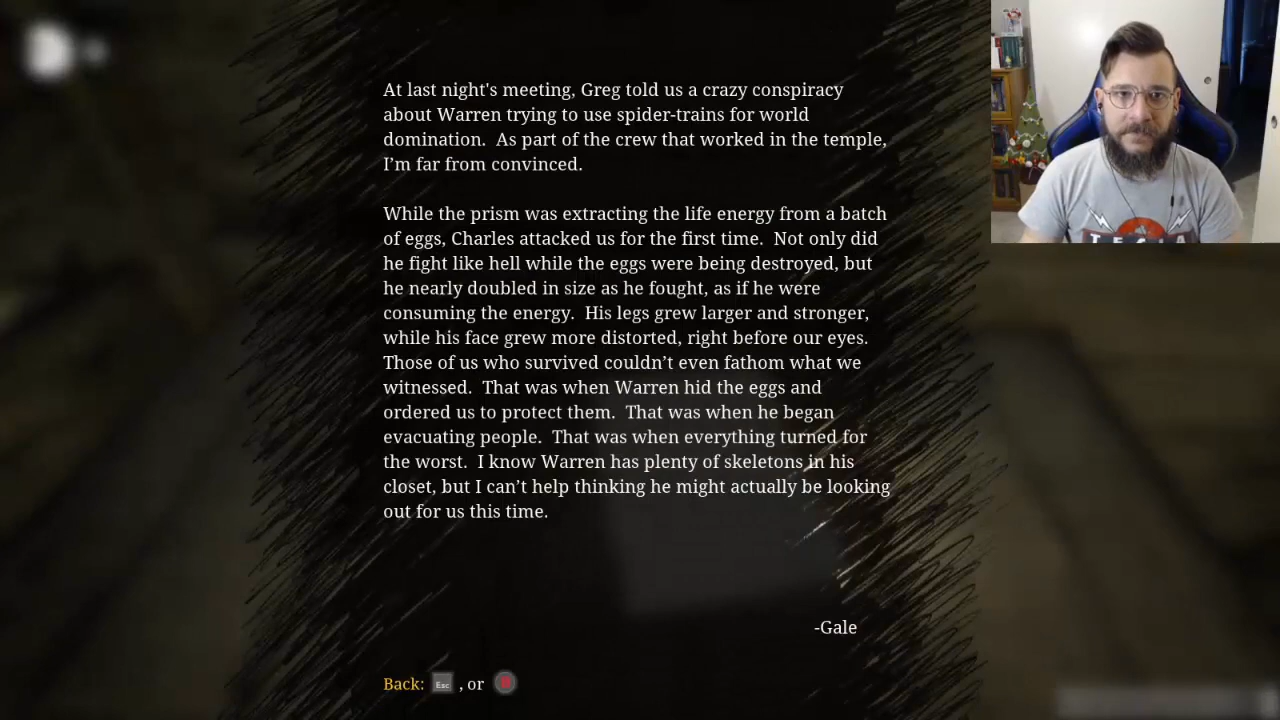 At last night's meeting, Greg told us a crazy conspiracy
about Warren trying to use spider-trains for world
domination.  As part of the crew that worked in the temple,
I'm far from convinced.
While the prism was extracting the life energy from a batch
of eggs, Charles attacked us for the first time.  Not only did
he fight like hell while the eggs were being destroyed, but
he nearly doubled in size as he fought, as if he were
consuming the energy.  His legs grew larger and stronger,
while his face grew more distorted, right before our eyes.
Those of us who survived couldn't even fathom what we
witnessed.  That was when Warren hid the eggs and
ordered us to protect them.  That was when he began
evacuating people.  That was when everything turned for
the worst.  I know Warren has plenty of skeletons in his
closet, but I can't help thinking he might actually be looking
out for us this time.
-Gale
Back: Esc , or B
TESLA